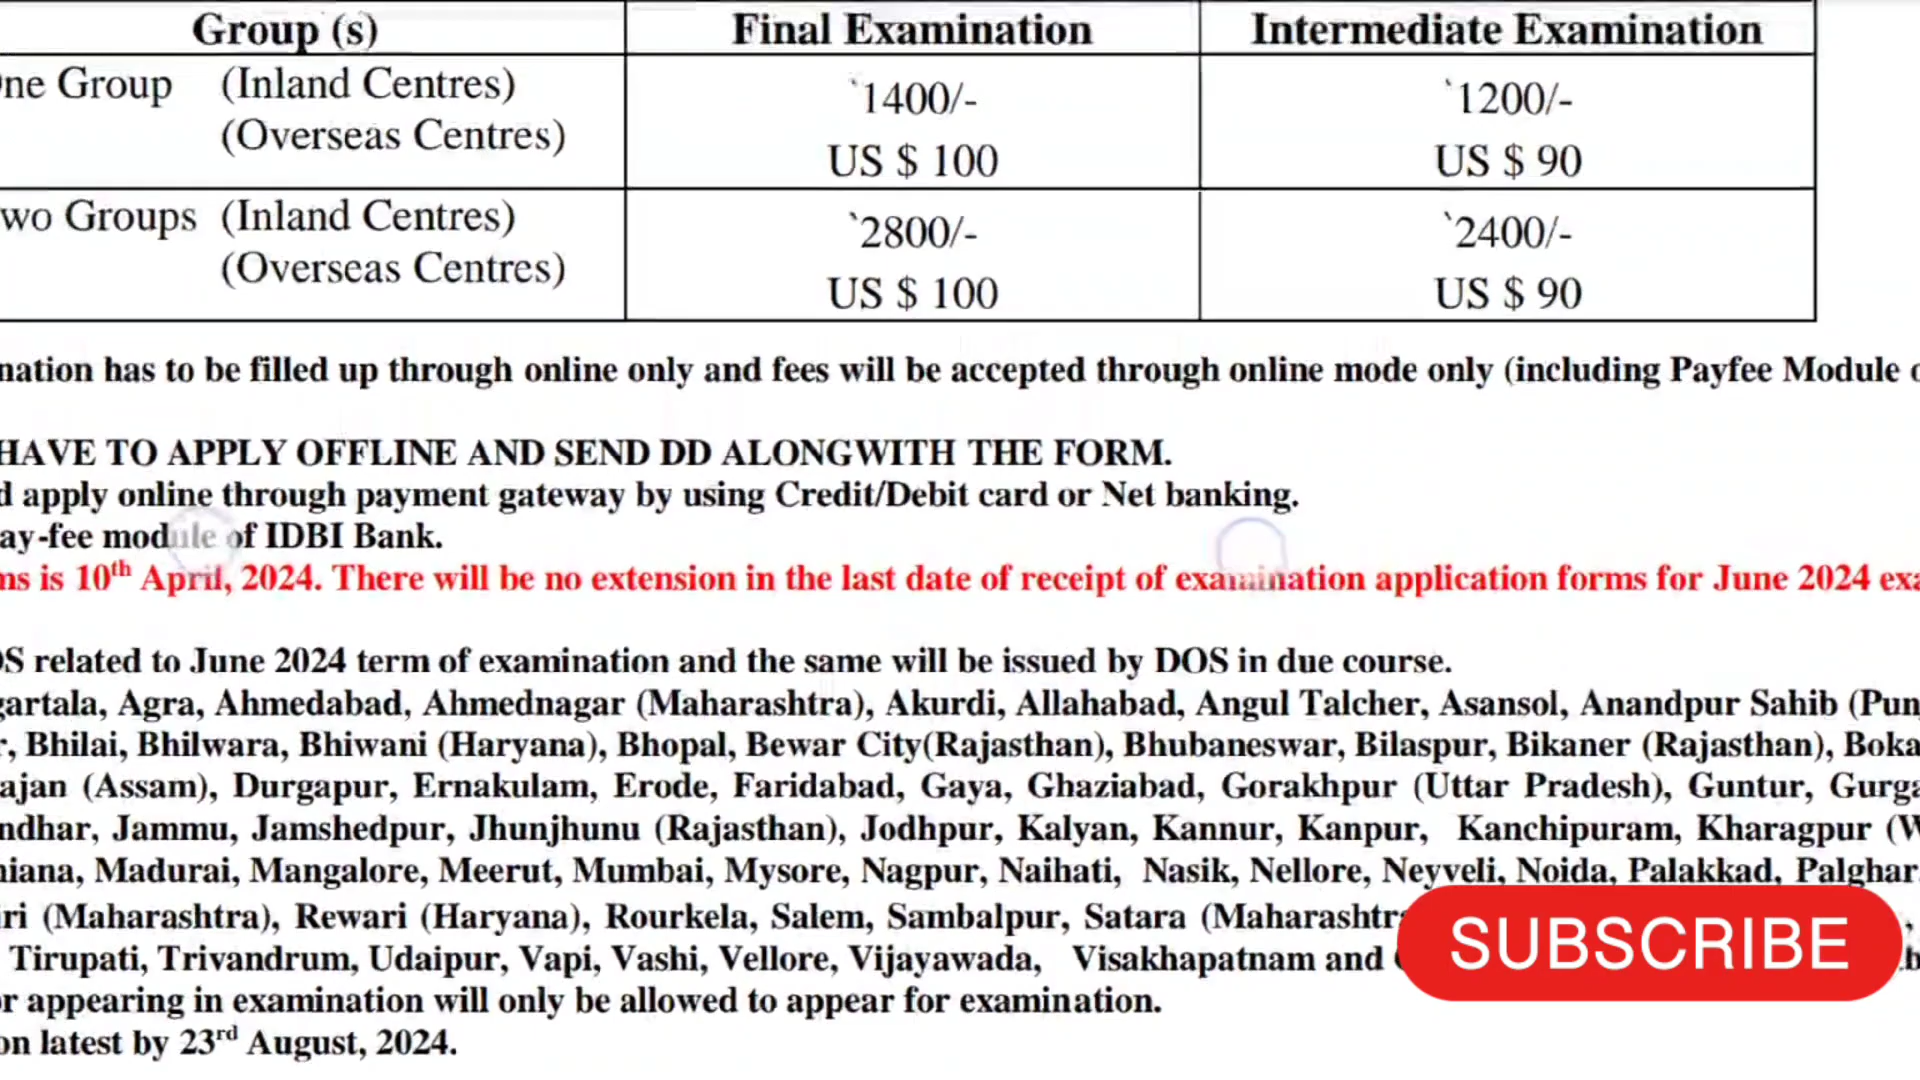 Group (s) Final Examination Intermediate Examination
ne Group (Inland Centres) `1400/- `1200/-
(Overseas Centres) US $ 100 US $ 90
wo Groups (Inland Centres) `2800/- `2400/-
(Overseas Centres) US $ 100 US $ 90
nation has to be filled up through online only and fees will be accepted through online mode only (including Payfee Module o
HAVE TO APPLY OFFLINE AND SEND DD ALONGWITH THE FORM.
d apply online through payment gateway by using Credit/Debit card or Net banking.
ay-fee module of IDBI Bank.
ms is 10th April, 2024. There will be no extension in the last date of receipt of examination application forms for June 2024 exa
OS related to June 2024 term of examination and the same will be issued by DOS in due course.
gartala, Agra, Ahmedabad, Ahmednagar (Maharashtra), Akurdi, Allahabad, Angul Talcher, Asansol, Anandpur Sahib (Pun
r, Bhilai, Bhilwara, Bhiwani (Haryana), Bhopal, Bewar City(Rajasthan), Bhubaneswar, Bilaspur, Bikaner (Rajasthan), Boka
ajan (Assam), Durgapur, Ernakulam, Erode, Faridabad, Gaya, Ghaziabad, Gorakhpur (Uttar Pradesh), Guntur, Gurga
ndhar, Jammu, Jamshedpur, Jhunjhunu (Rajasthan), Jodhpur, Kalyan, Kannur, Kanpur, Kanchipuram, Kharagpur (W
hiana, Madurai, Mangalore, Meerut, Mumbai, Mysore, Nagpur, Naihati, Nasik, Nellore, Neyveli, Noida, Palakkad, Palghar
iri (Maharashtra), Rewari (Haryana), Rourkela, Salem, Sambalpur, Satara (Maharashtr
Tirupati, Trivandrum, Udaipur, Vapi, Vashi, Vellore, Vijayawada, Visakhapatnam and
SUBSCRIBE
r appearing in examination will only be allowed to appear for examination.
on latest by 23rd August, 2024.